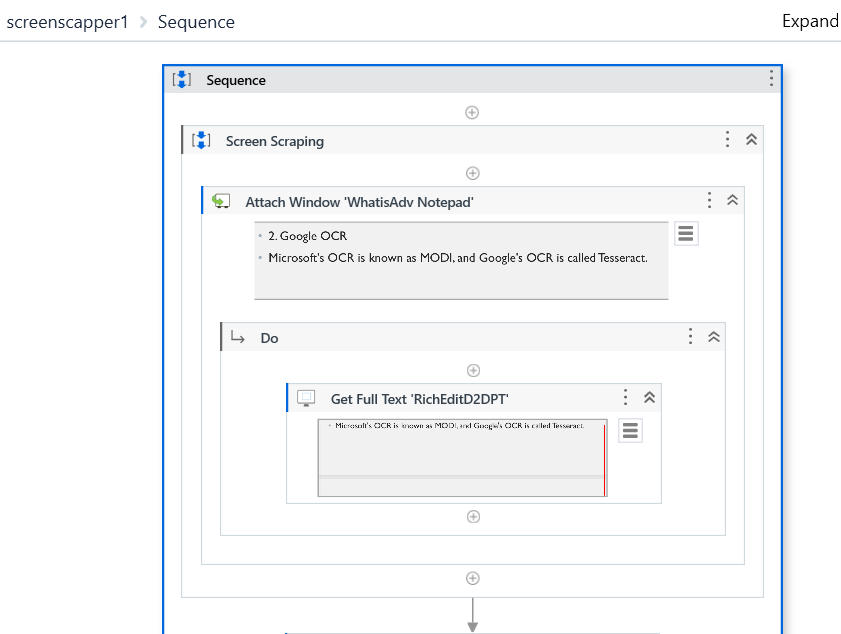 screenscapper1 > Sequence
Expand
Sequence
Screen Scraping
Attach Window 'WhatisAdv Notepad'
• 2. Google OCR
• Microsoft's OCR is known as MODI, and Google's OCR is called Tesseract.
Do
Get Full Text 'RichEditD2DPT'
• Microsoft's OCR is known as MODI, and Google's OCR is called Tesseract.